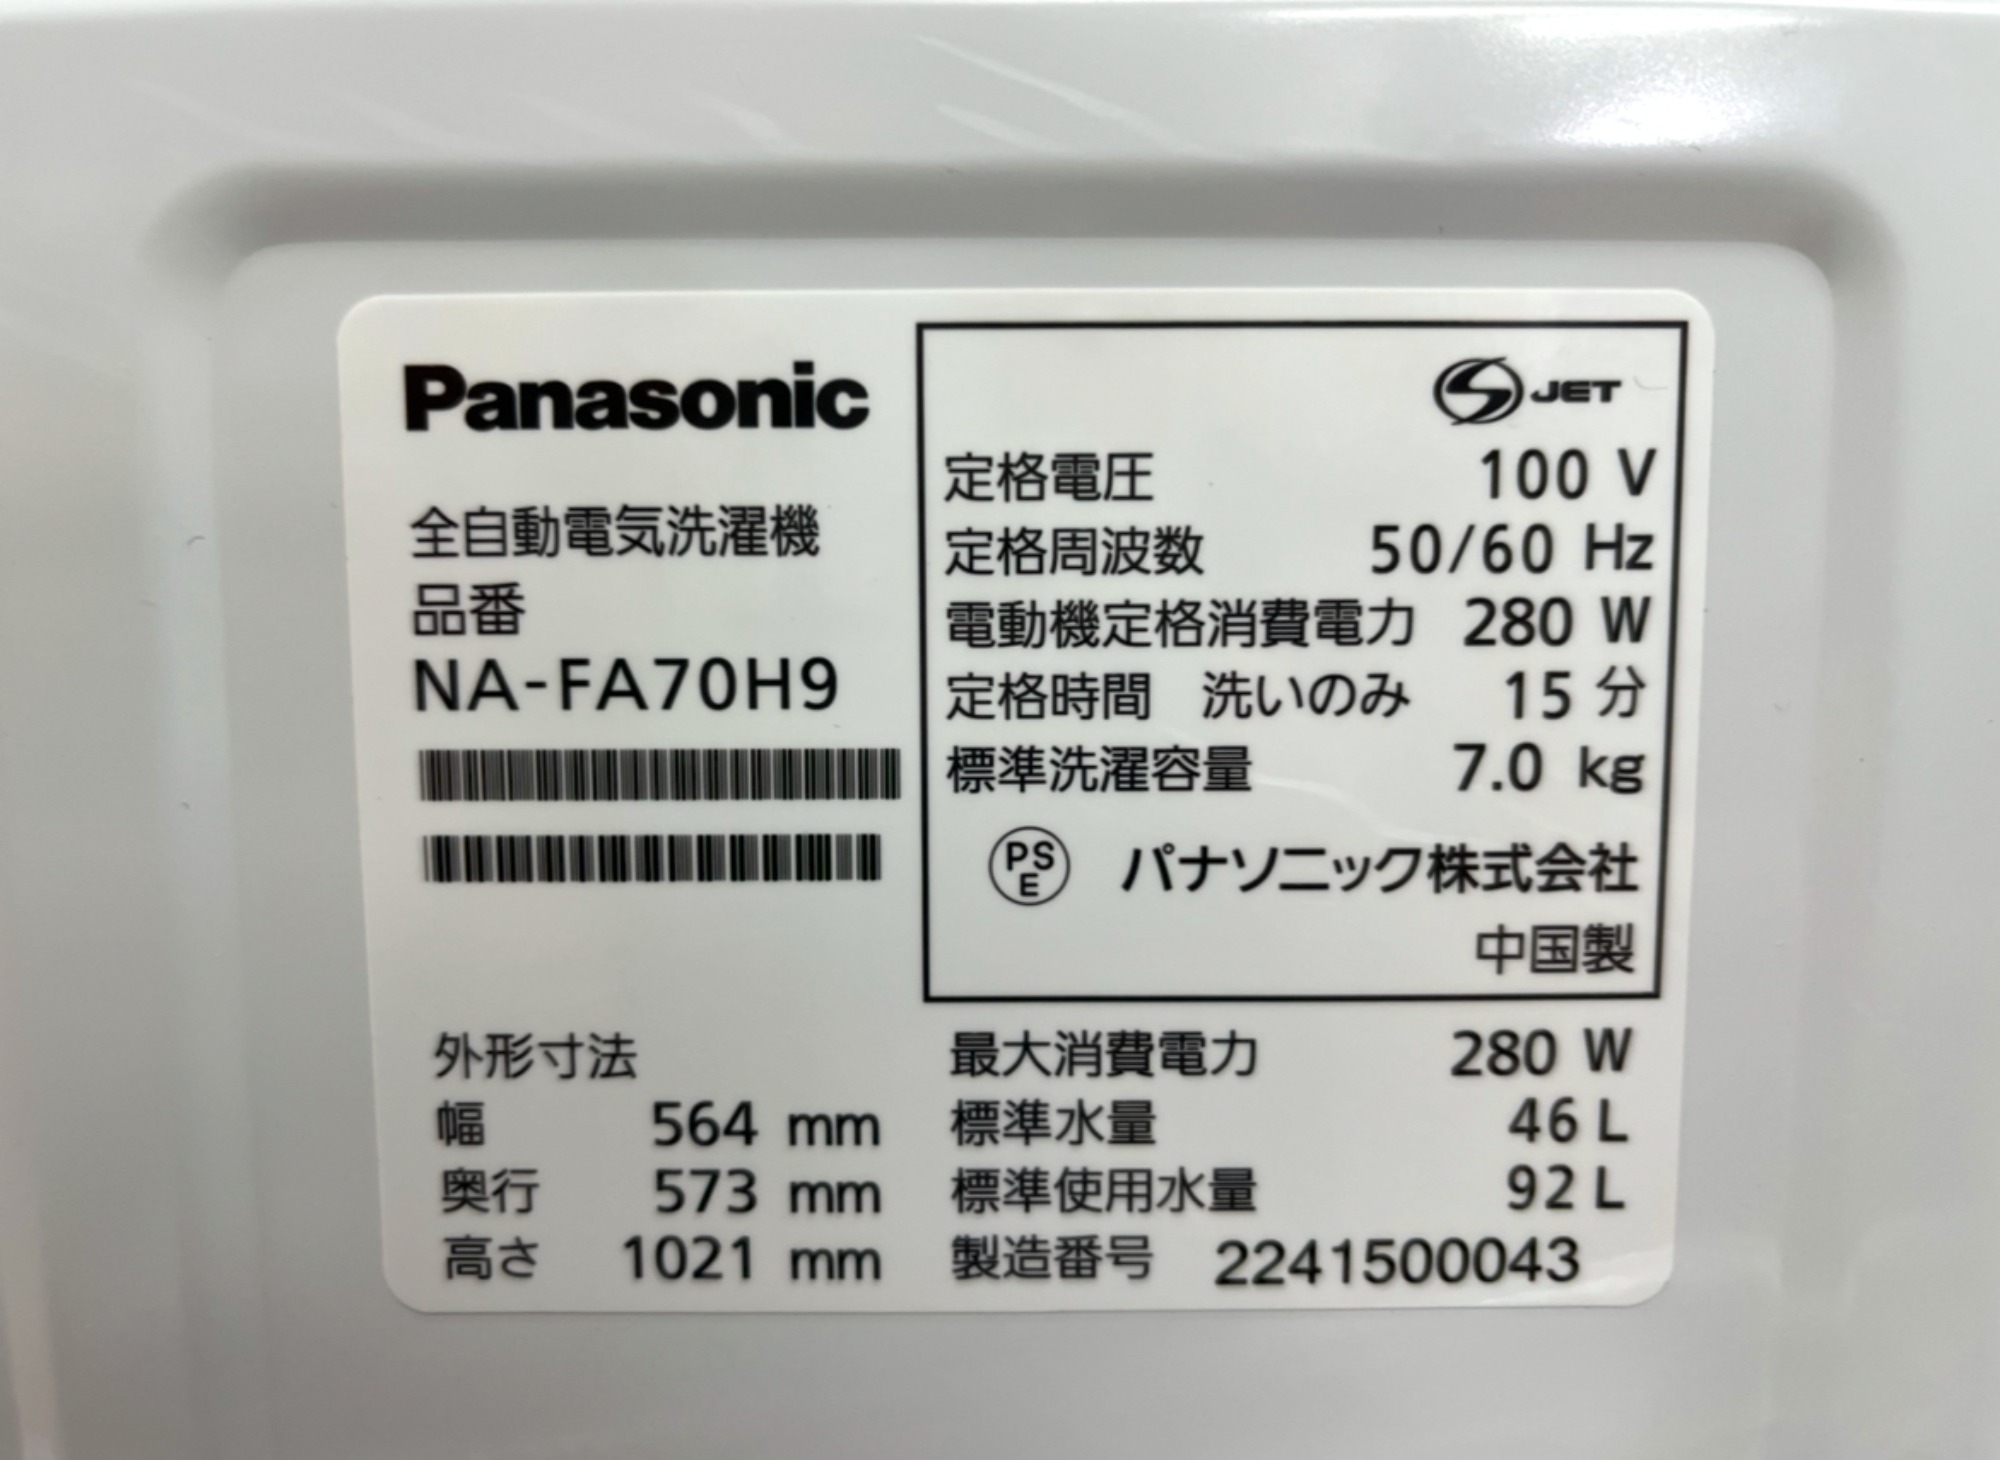 Panasonic
全自動電気洗濯機
品番
NA-FA70H9
JET
定格電圧 100 V
定格周波数 50/60 Hz
電動機定格消費電力 280 W
定格時間 洗いのみ 15 分
標準洗濯容量 7.0 kg
PS
E
パナソニック株式会社
中国製
外形寸法
幅 564 mm
奥行 573 mm
高さ 1021 mm
最大消費電力 280 W
標準水量 46 L
標準使用水量 92 L
製造番号 2241500043